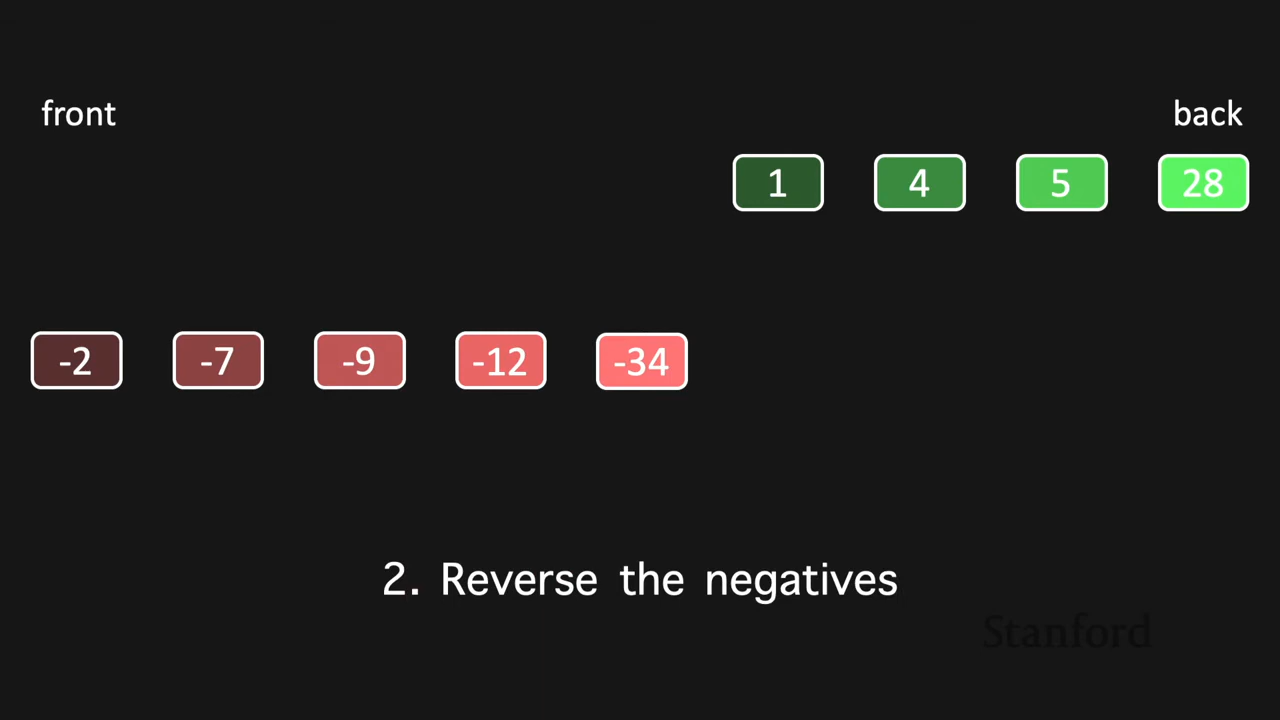 front back
1 4 5 28
-2 -7 -9 -12 -34
2. Reverse the negatives
Stanford